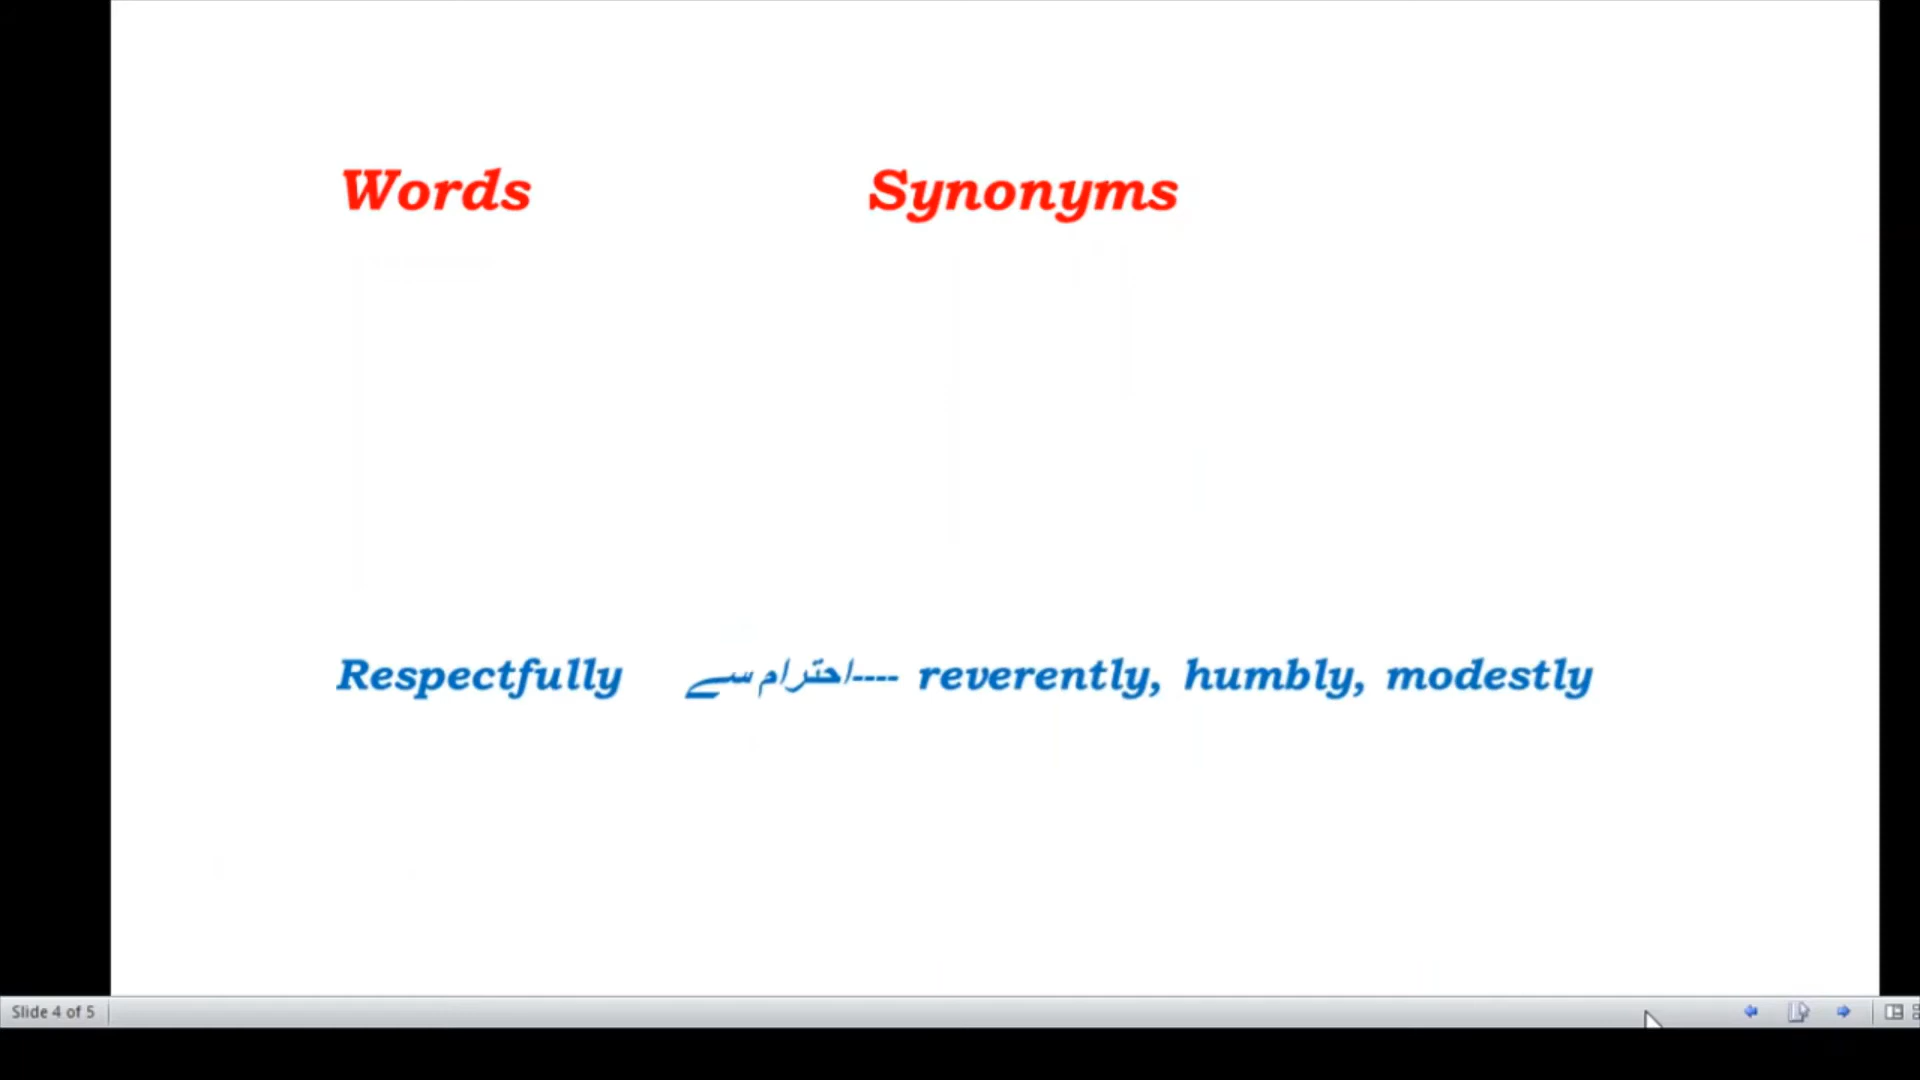 Words Synonyms
Respectfully احترام سے---- reverently, humbly, modestly
Slide 4 of 5